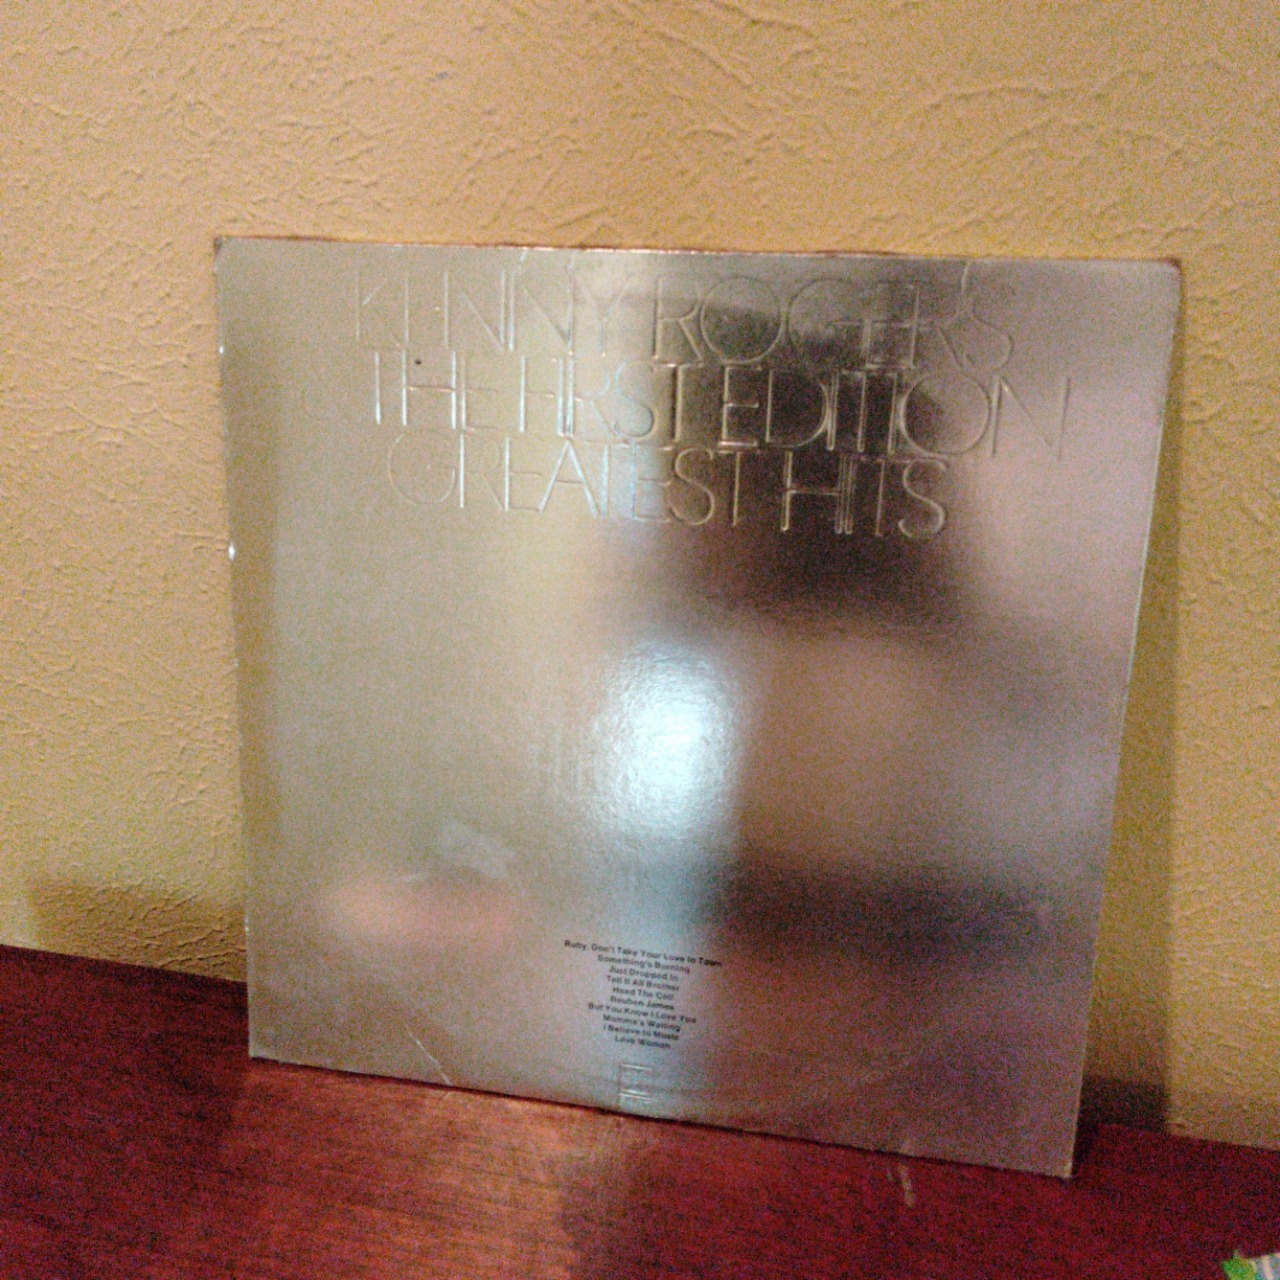 KENNY ROGERS
THE FIRST EDITION
GREATEST HITS
Ruby, Don't Take Your Love to Town
Something's Burning
Just Dropped In
Tell It All Brother
Heed The Call
Reuben James
But You Know I Love You
Momma's Waiting
I Believe in Music
Love Woman